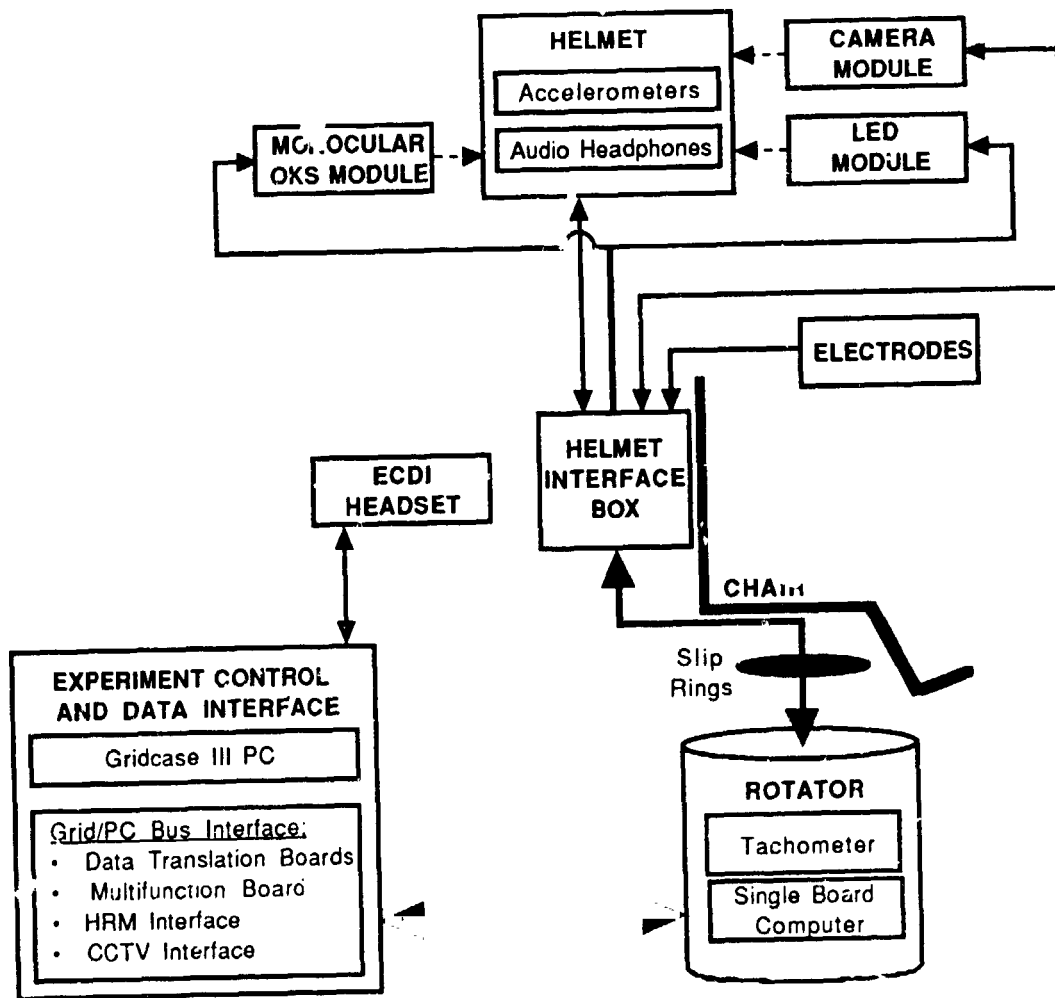 HELMET
Accelerometers
Audio Headphones
CAMERA
MODULE
LED
MODULE
MONOCULAR
OKS MODULE
ELECTRODES
HELMET
INTERFACE
BOX
ECDI
HEADSET
CHAIR
Slip
Rings
EXPERIMENT CONTROL
AND DATA INTERFACE
Gridcase III PC
Grid/PC Bus Interface:
• Data Translation Boards
• Multifunction Board
• HRM Interface
• CCTV Interface
ROTATOR
Tachometer
Single Board
Computer